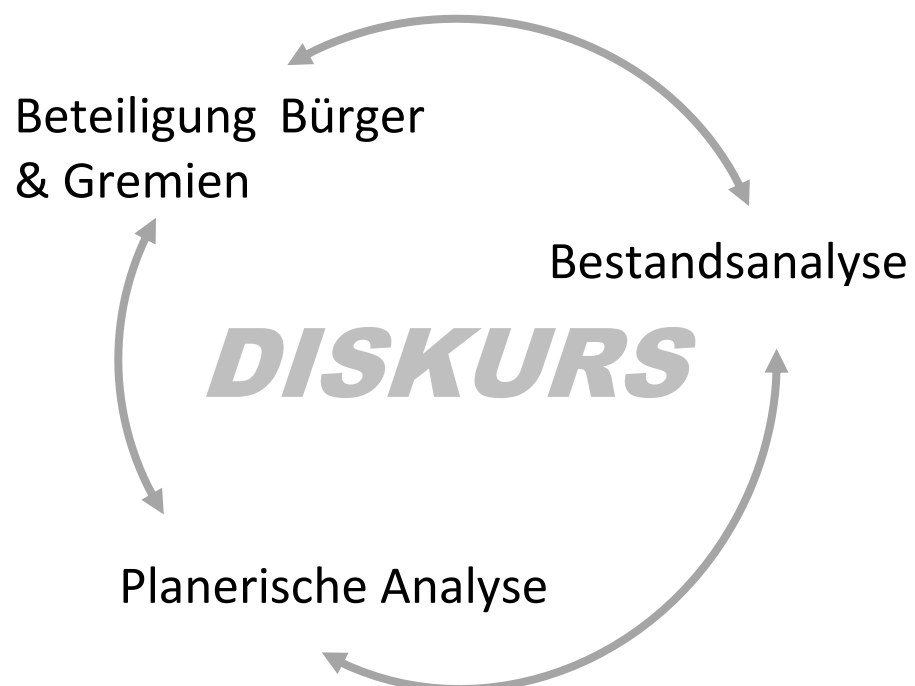 Beteiligung Bürger
& Gremien
Bestandsanalyse
DISKURS
Planerische Analyse